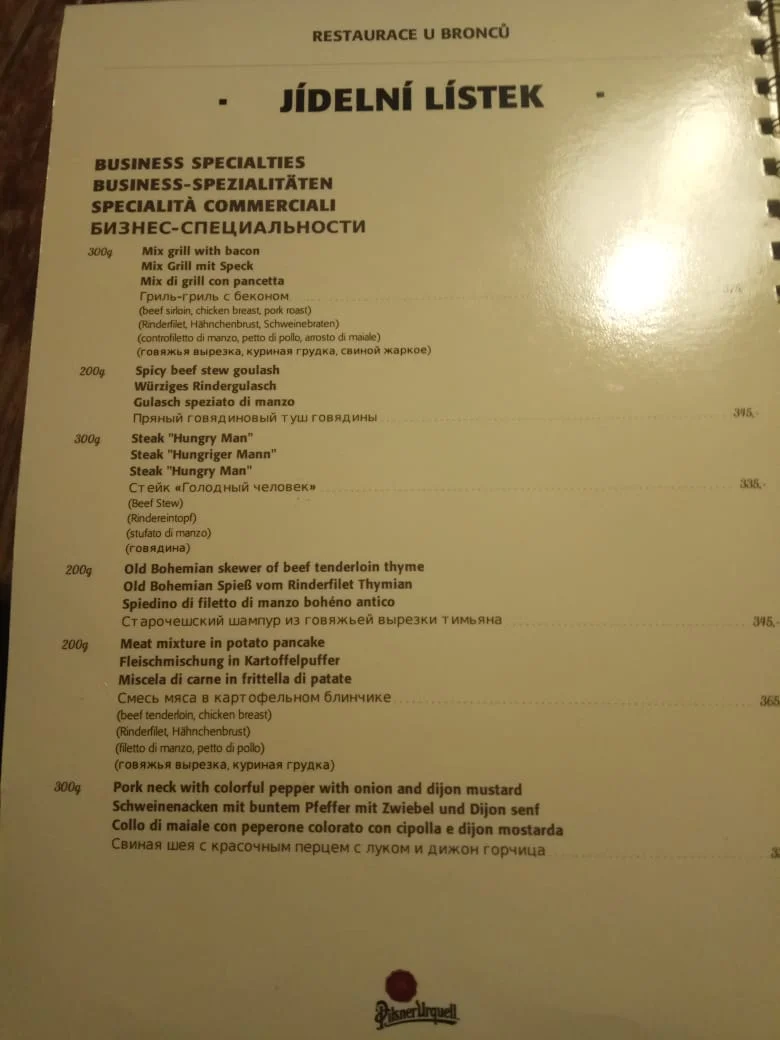 RESTAURACE U BRONCŮ
· JÍDELNÍ LÍSTEK ·
BUSINESS SPECIALTIES
BUSINESS-SPEZIALITÄTEN
SPECIALITÀ COMMERCIALI
БИЗНЕС-СПЕЦИАЛЬНОСТИ
300g Mix grill with bacon
Mix Grill mit Speck
Mix di grill con pancetta
Гриль-гриль с беконом
(beef sirloin, chicken breast, pork roast)
(Rinderfilet, Hähnchenbrust, Schweinebraten)
(controfiletto di manzo, petto di pollo, arrosto di maiale)
(говяжья вырезка, куриная грудка, свиной жаркое)
200g Spicy beef stew goulash
Würziges Rindergulasch
Gulasch speziato di manzo
Пряный говядиновый туш говядины 345,-
300g Steak "Hungry Man"
Steak "Hungriger Mann"
Steak "Hungry Man"
Стейк «Голодный человек» 335,-
(Beef Stew)
(Rindereintopf)
(stufato di manzo)
(говядина)
200g Old Bohemian skewer of beef tenderloin thyme
Old Bohemian Spieß vom Rinderfilet Thymian
Spiedino di filetto di manzo bohéno antico
Старочешский шампур из говяжьей вырезки тимьяна 345,-
200g Meat mixture in potato pancake
Fleischmischung in Kartoffelpuffer
Miscela di carne in frittella di patate
Смесь мяса в картофельном блинчике 365
(beef tenderloin, chicken breast)
(Rinderfilet, Hähnchenbrust)
(filetto di manzo, petto di pollo)
(говяжья вырезка, куриная грудка)
300g Pork neck with colorful pepper with onion and dijon mustard
Schweinenacken mit buntem Pfeffer mit Zwiebel und Dijon senf
Collo di maiale con peperone colorato con cipolla e dijon mostarda
Свиная шея с красочным перцем с луком и дижон горчица
Pilsner Urquell